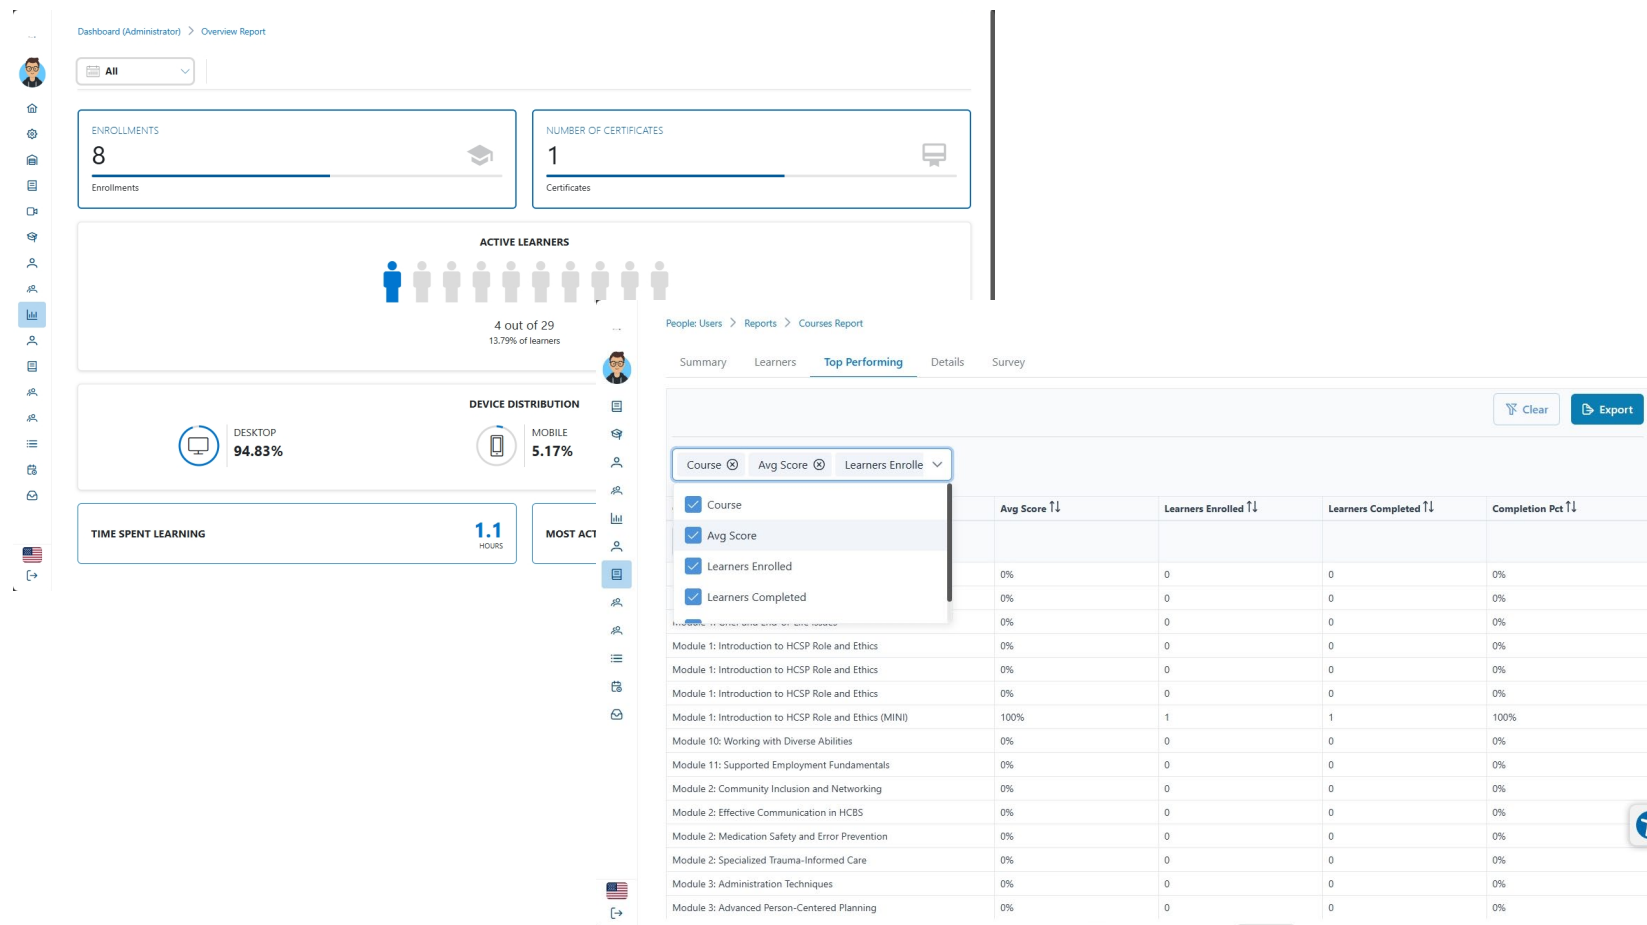 Dashboard (Administrator) > Overview Report
All
ENROLLMENTS
8
Enrollments
NUMBER OF CERTIFICATES
1
Certificates
ACTIVE LEARNERS
4 out of 29
13.79% of learners
DEVICE DISTRIBUTION
DESKTOP
94.83%
MOBILE
5.17%
TIME SPENT LEARNING
1.1
HOURS
MOST ACT
People: Users > Reports > Courses Report
Summary Learners Top Performing Details Survey
Clear Export
Course Avg Score Learners Enrolle
Course
Avg Score
Learners Enrolled
Learners Completed
Avg Score Learners Enrolled Learners Completed Completion Pct
0% 0 0 0%
0% 0 0 0%
0% 0 0 0%
Module 1: Introduction to HCSP Role and Ethics 0% 0 0 0%
Module 1: Introduction to HCSP Role and Ethics 0% 0 0 0%
Module 1: Introduction to HCSP Role and Ethics 0% 0 0 0%
Module 1: Introduction to HCSP Role and Ethics (MINI) 100% 1 1 100%
Module 10: Working with Diverse Abilities 0% 0 0 0%
Module 11: Supported Employment Fundamentals 0% 0 0 0%
Module 2: Community Inclusion and Networking 0% 0 0 0%
Module 2: Effective Communication in HCBS 0% 0 0 0%
Module 2: Medication Safety and Error Prevention 0% 0 0 0%
Module 2: Specialized Trauma-Informed Care 0% 0 0 0%
Module 3: Administration Techniques 0% 0 0 0%
Module 3: Advanced Person-Centered Planning 0% 0 0 0%